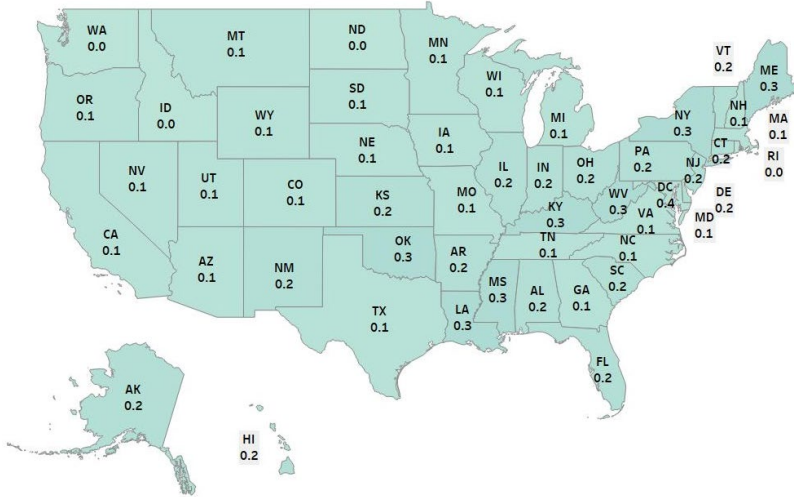 WA
0.0
MT
0.1
ND
0.0
MN
0.1
VT
0.2
ME
0.3
OR
0.1
ID
0.0
WY
0.1
SD
0.1
WI
0.1
MI
0.1
NY
0.3
NH
0.1
MA
0.1
RI
0.0
NV
0.1
UT
0.1
CO
0.1
NE
0.1
IA
0.1
IL
0.2
IN
0.2
OH
0.2
PA
0.2
NJ
0.2
CT
0.2
KS
0.2
MO
0.1
KY
0.3
WV
0.3
DC
0.4
VA
0.1
DE
0.2
MD
0.1
CA
0.1
AZ
0.1
NM
0.2
OK
0.3
AR
0.2
TN
0.1
NC
0.1
SC
0.2
TX
0.1
LA
0.3
MS
0.3
AL
0.2
GA
0.1
FL
0.2
AK
0.2
HI
0.2